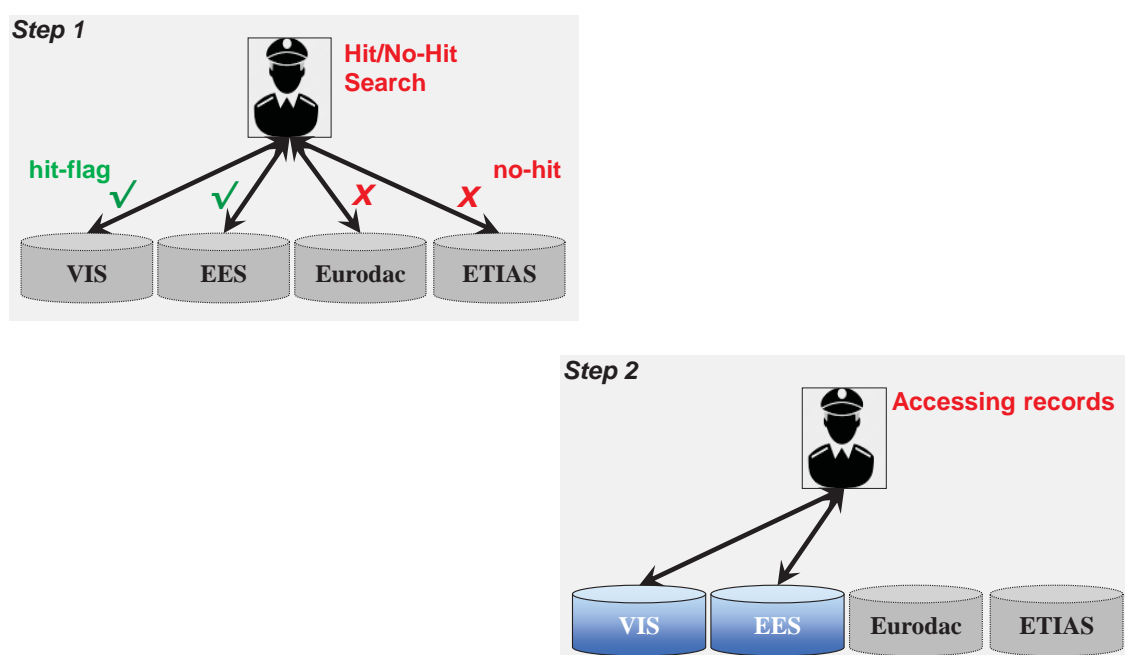 Step 1
Hit/No-Hit
Search
hit-flag
no-hit
√ √ X X
VIS EES Eurodac ETIAS
Step 2
Accessing records
VIS EES Eurodac ETIAS